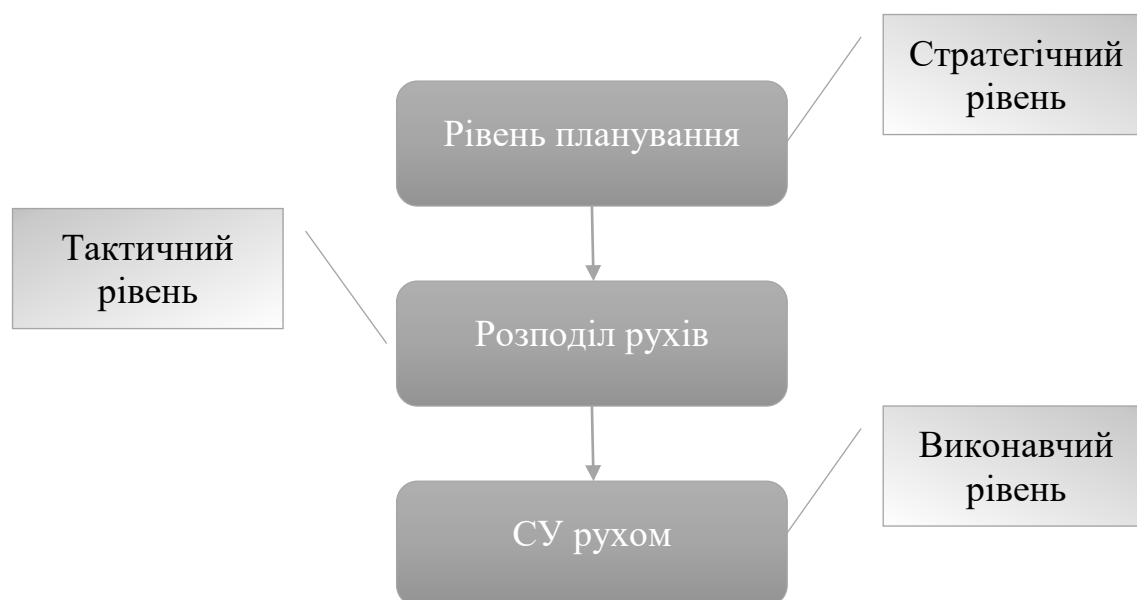 Стратегічний
рівень
Рівень планування
Тактичний
рівень
Розподіл рухів
Виконавчий
рівень
СУ рухом